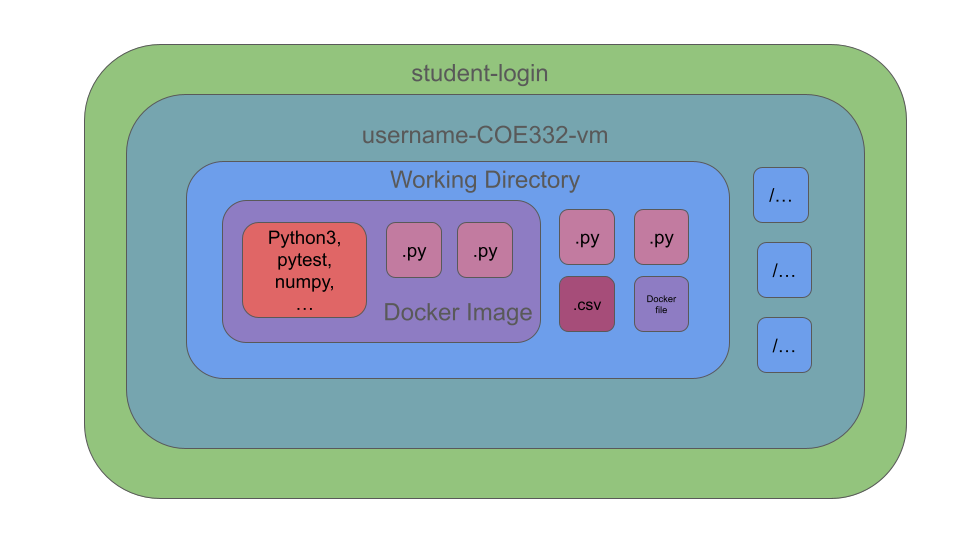 student-login
username-COE332-vm
Working Directory
Python3,
pytest,
numpy,
…
.py
.py
Docker Image
.py
.py
.csv
Docker
file
/…
/…
/…